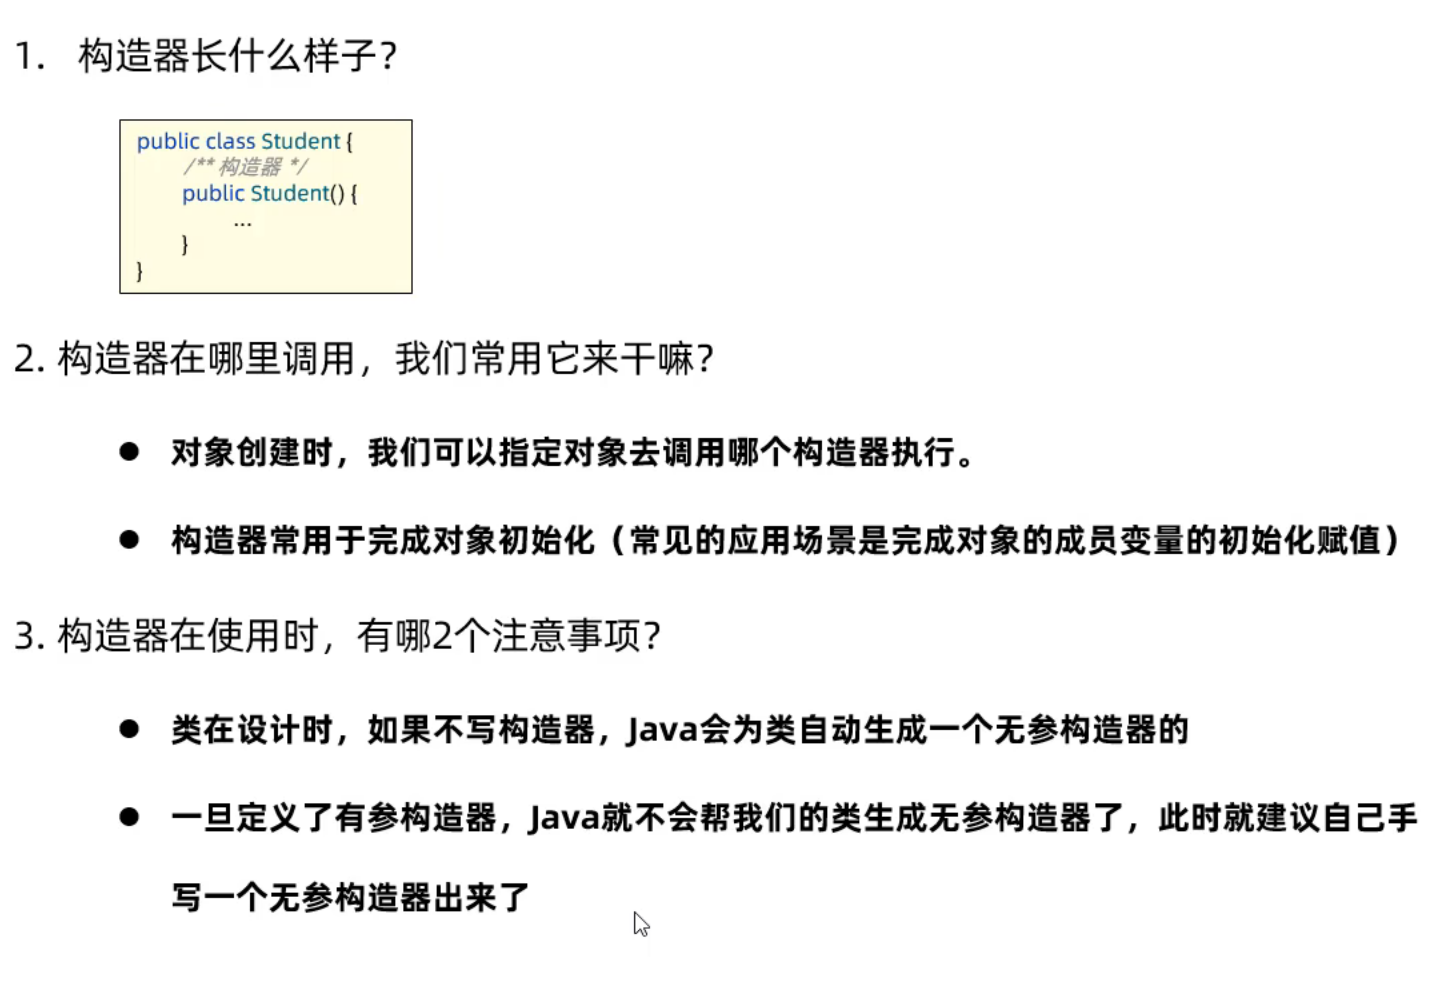 1. 构造器长什么样子？
public class Student {
/** 构造器 */
public Student() {
...
}
}
2. 构造器在哪里调用，我们常用它来干嘛？
● 对象创建时，我们可以指定对象去调用哪个构造器执行。
● 构造器常用于完成对象初始化（常见的应用场景是完成对象的成员变量的初始化赋值）
3. 构造器在使用时，有哪2个注意事项？
● 类在设计时，如果不写构造器，Java会为类自动生成一个无参构造器的
● 一旦定义了有参构造器，Java就不会帮我们的类生成无参构造器了，此时就建议自己手
写一个无参构造器出来了